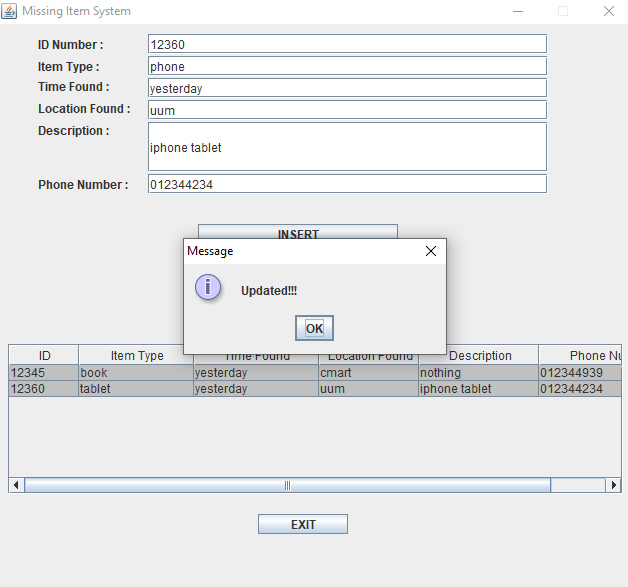 Missing Item System
ID Number : 12360
Item Type : phone
Time Found : yesterday
Location Found : uum
Description : iphone tablet
Phone Number : 012344234
INSERT
Message
Updated!!!
OK
ID Item Type Time Found Location Found Description Phone Nu
12345 book yesterday cmart nothing 012344939
12360 tablet yesterday uum iphone tablet 012344234
EXIT